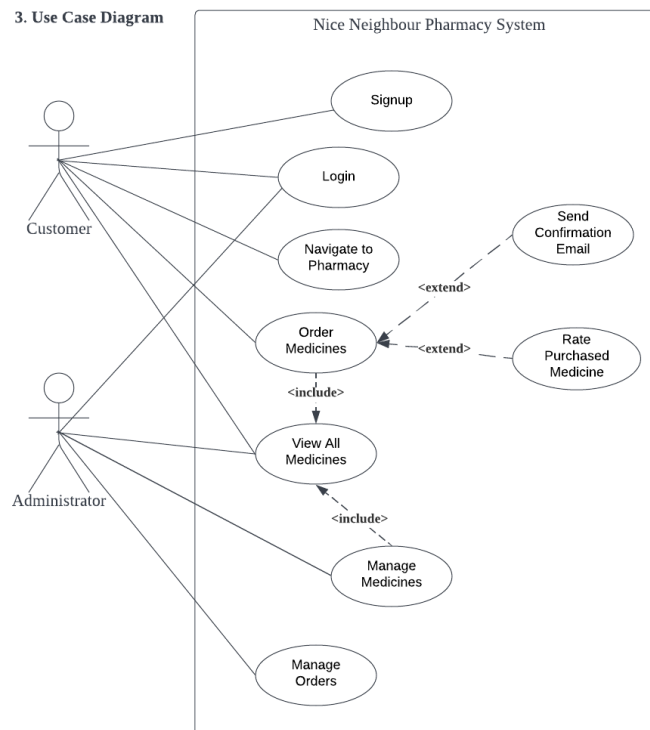 3. Use Case Diagram
Nice Neighbour Pharmacy System
Signup
Login
Customer
Send
Confirmation
Email
Navigate to
Pharmacy
<extend>
Order
Medicines
<extend>
Rate
Purchased
Medicine
<include>
View All
Medicines
Administrator
<include>
Manage
Medicines
Manage
Orders